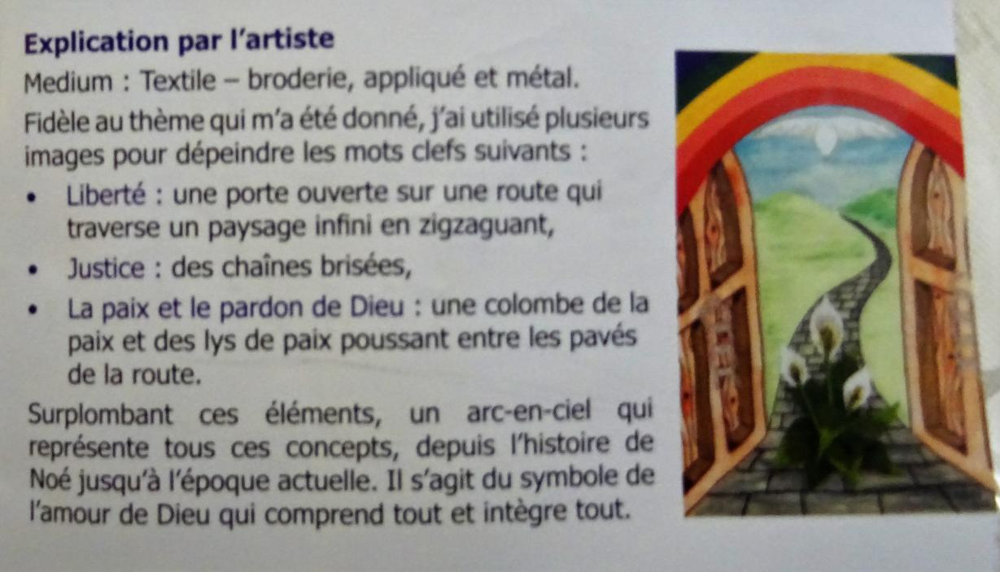 Explication par l'artiste
Medium : Textile – broderie, appliqué et métal.
Fidèle au thème qui m'a été donné, j'ai utilisé plusieurs
images pour dépeindre les mots clefs suivants :
• Liberté : une porte ouverte sur une route qui
traverse un paysage infini en zigzaguant,
• Justice : des chaînes brisées,
• La paix et le pardon de Dieu : une colombe de la
paix et des lys de paix poussant entre les pavés
de la route.
Surplombant ces éléments, un arc-en-ciel qui
représente tous ces concepts, depuis l'histoire de
Noé jusqu'à l'époque actuelle. Il s'agit du symbole de
l'amour de Dieu qui comprend tout et intègre tout.